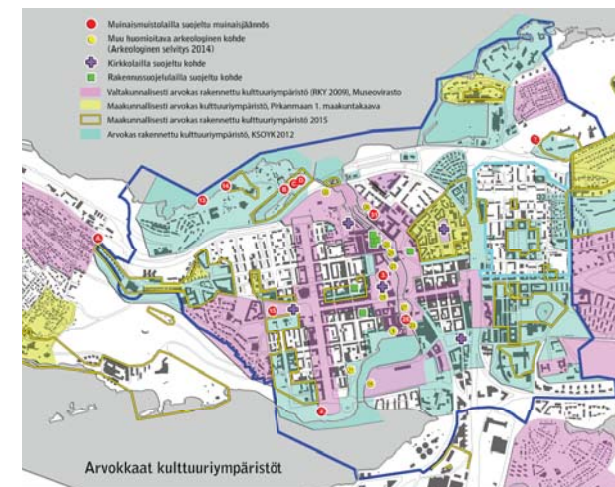 Muinaismuistolailla suojeltu muinaisjäännös
Muu huomioitava arkeologinen kohde
(Arkeologinen selvitys 2014)
Kirkkolailla suojeltu kohde
Rakennussuojelulailla suojeltu kohde
Valtakunnallisesti arvokas rakennettu kulttuuriympäristö (RKY 2009), Museovirasto
Maakunnallisesti arvokas kulttuuriympäristö, Pirkanmaan 1. maakuntakaava
Maakunnallisesti arvokas kulttuuriympäristö 2015
Arvokas rakennettu kulttuuriympäristö, KSOYK2012
A
B
C
D
Arvokkaat kulttuuriympäristöt